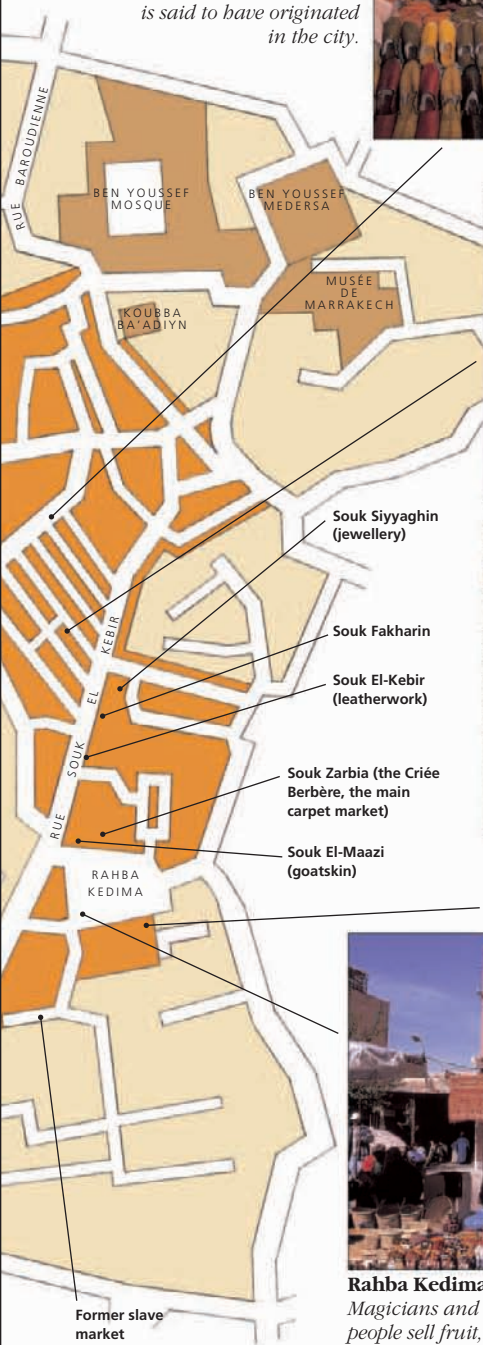 is said to have originated
in the city.
RUE BAROUDIENNE
BEN YOUSSEF
MOSQUE
BEN YOUSSEF
MEDERSA
MUSÉE
DE
MARRAKECH
KOUBBA
BA'ADIYN
Souk Siyyaghin
(jewellery)
Souk Fakharin
Souk El-Kebir
(leatherwork)
RUE SOUK EL KEBIR
Souk Zarbia (the Criée
Berbère, the main
carpet market)
Souk El-Maazi
(goatskin)
RAHBA
KEDIMA
Former slave
market
Rahba Kedima
Magicians and
people sell fruit,